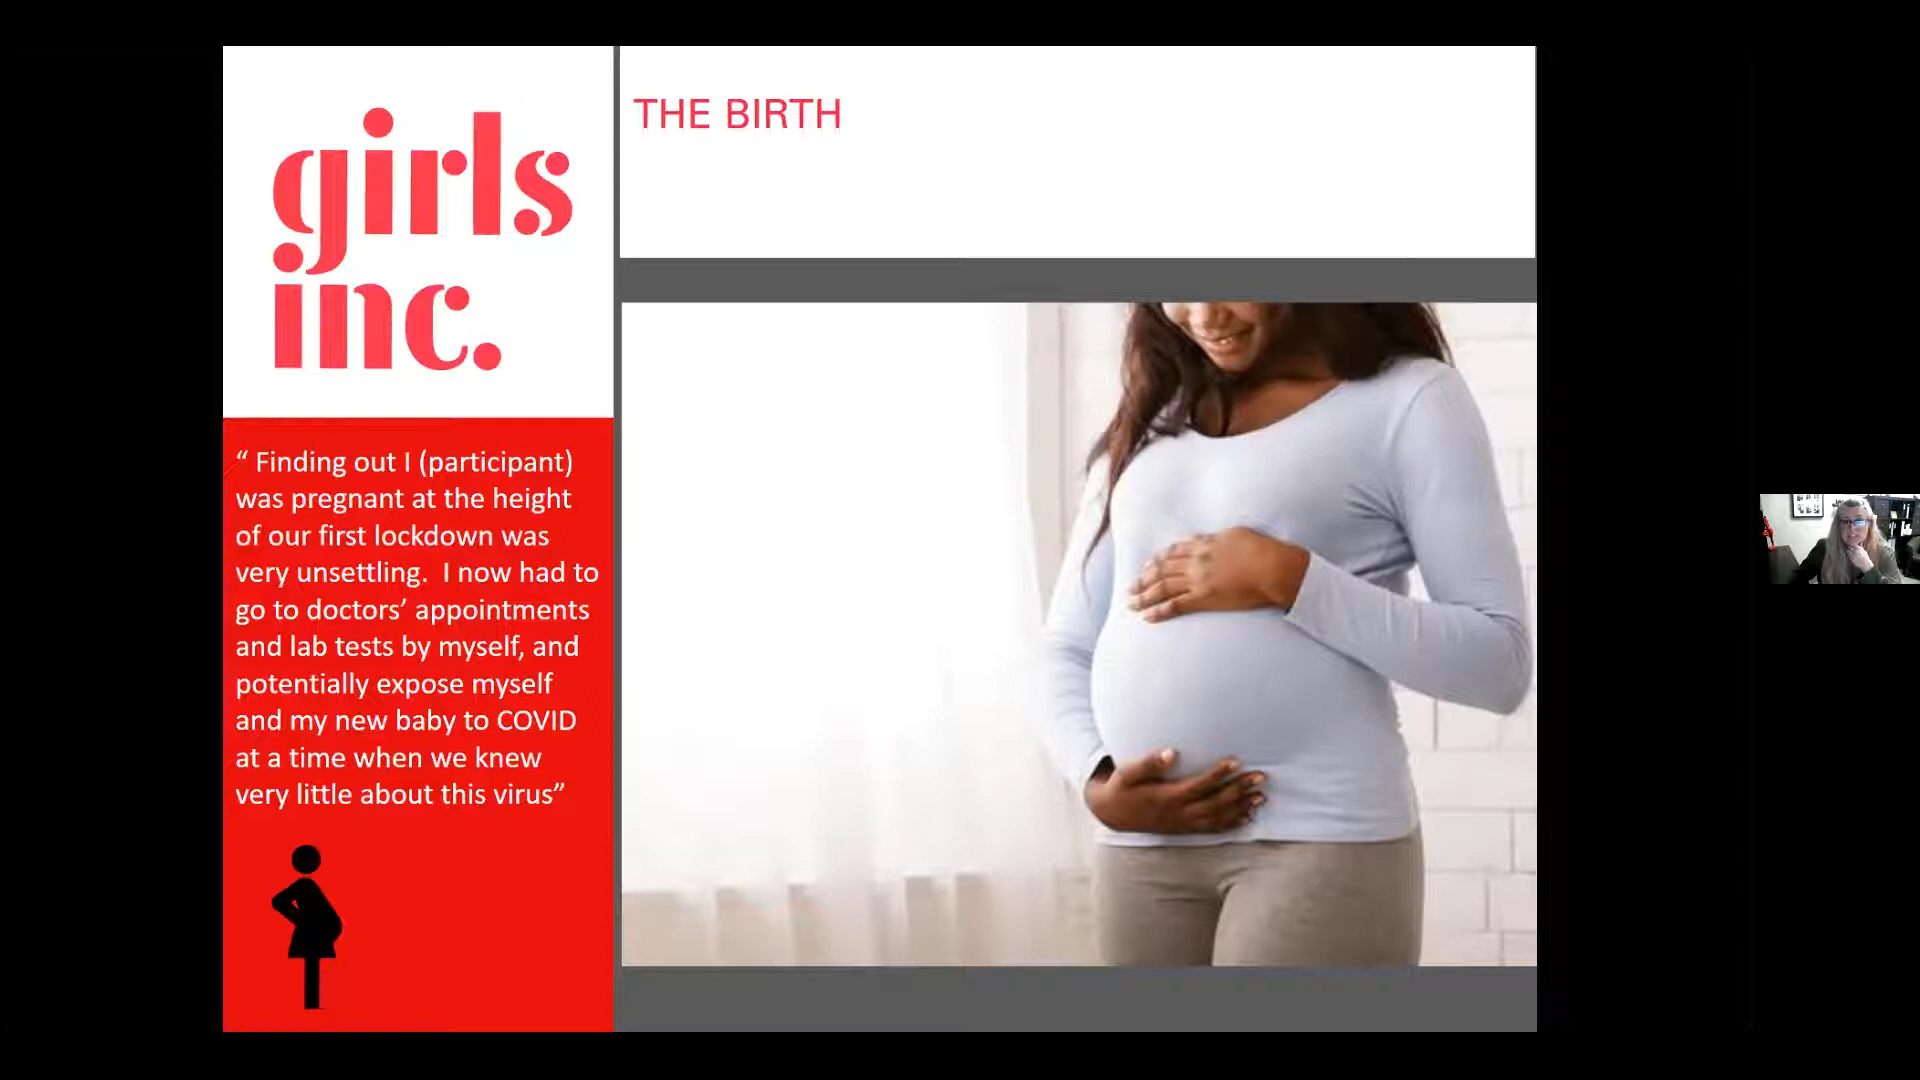 girls
inc.
THE BIRTH
“ Finding out I (participant)
was pregnant at the height
of our first lockdown was
very unsettling.  I now had to
go to doctors’ appointments
and lab tests by myself, and
potentially expose myself
and my new baby to COVID
at a time when we knew
very little about this virus”